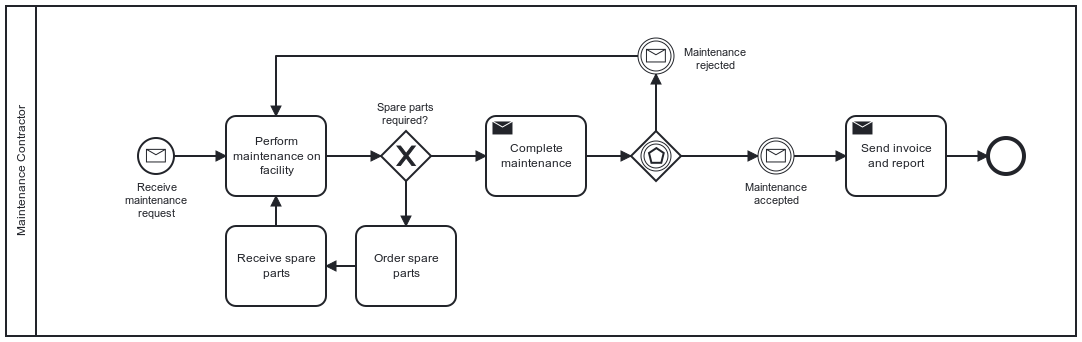 Maintenance Contractor
Receive
maintenance
request
Perform
maintenance on
facility
Spare parts
required?
Receive spare
parts
Order spare
parts
Complete
maintenance
Maintenance
rejected
Maintenance
accepted
Send invoice
and report